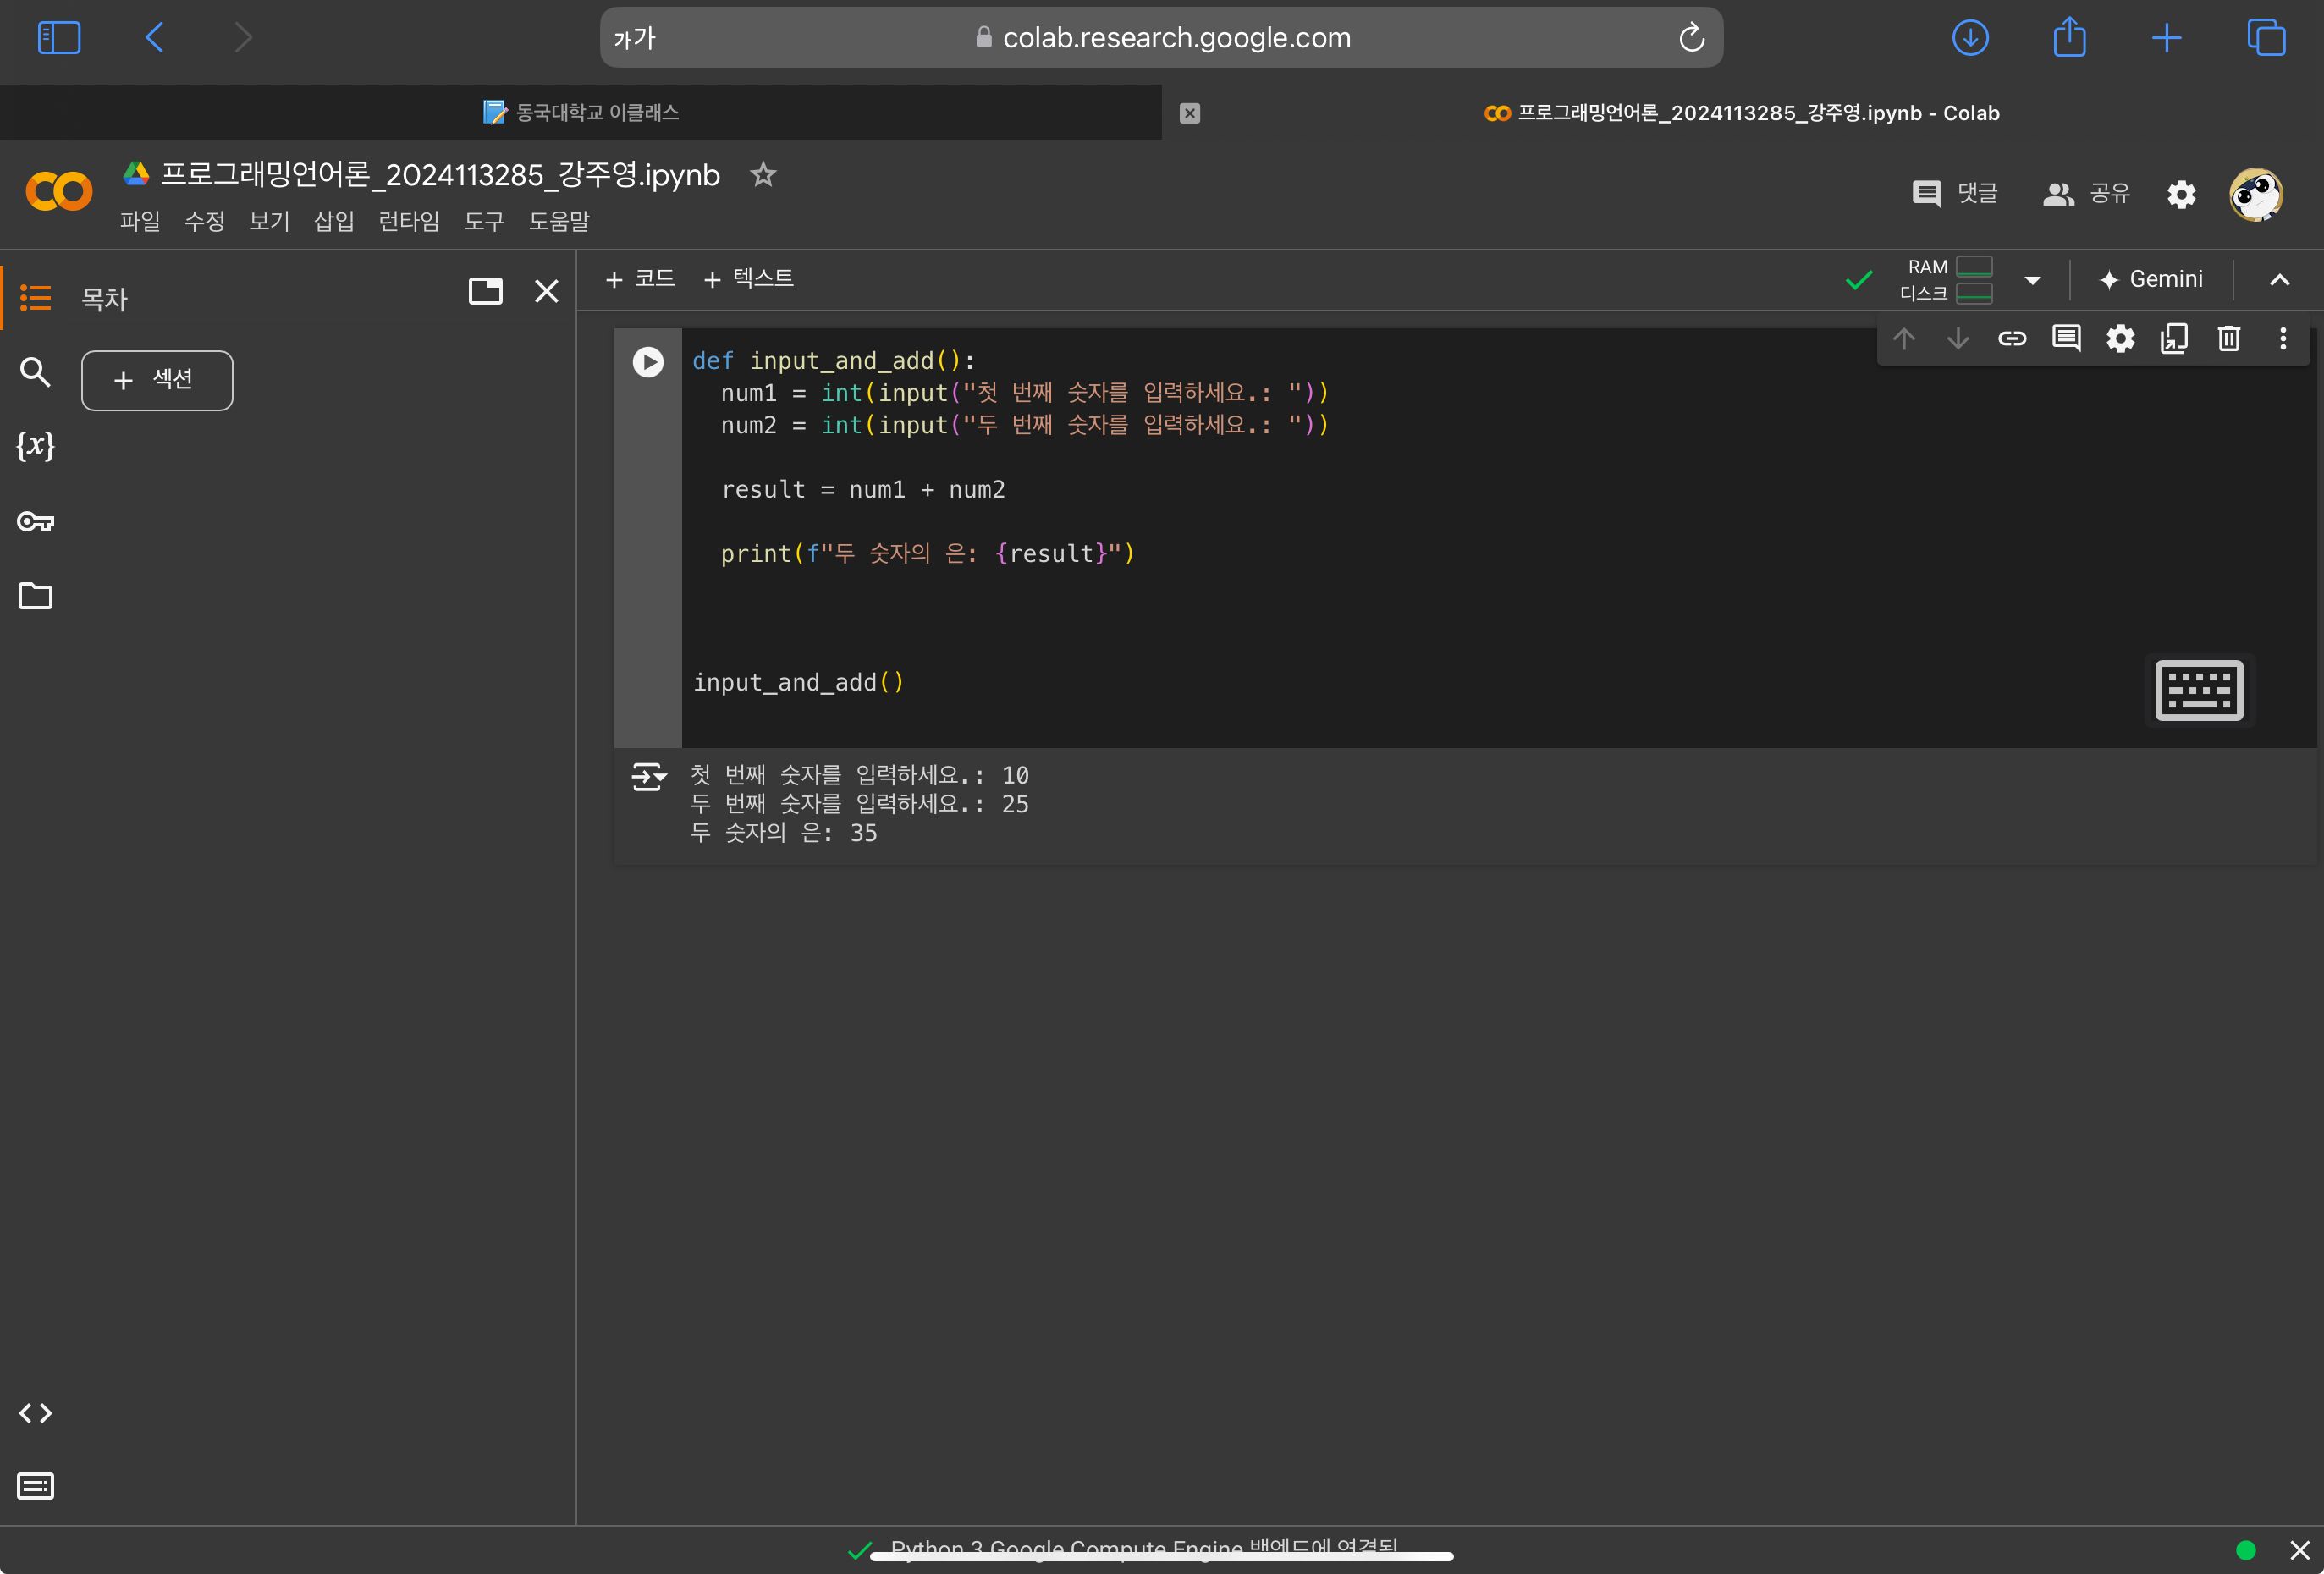 가가
colab.research.google.com
동국대학교 이클래스
프로그래밍언어론_2024113285_강주영.ipynb - Colab
프로그래밍언어론_2024113285_강주영.ipynb
파일 수정 보기 삽입 런타임 도구 도움말
댓글 공유
목차
+ 섹션
{x}
+ 코드 + 텍스트
RAM
디스크
Gemini
def input_and_add():
  num1 = int(input("첫 번째 숫자를 입력하세요.: "))
  num2 = int(input("두 번째 숫자를 입력하세요.: "))
  result = num1 + num2
  print(f"두 숫자의 은: {result}")
input_and_add()
첫 번째 숫자를 입력하세요.: 10
두 번째 숫자를 입력하세요.: 25
두 숫자의 은: 35
Python 3 Google Compute Engine 백엔드에 연결됨